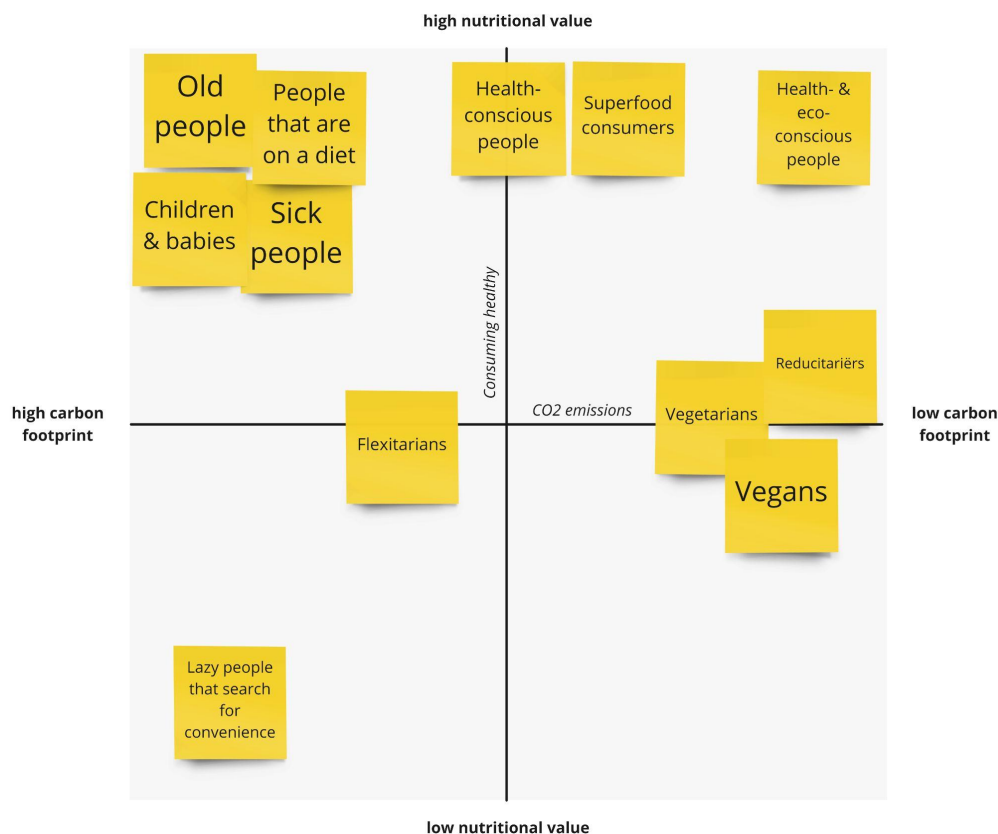 high nutritional value
Old
people
People
that are
on a diet
Health-
conscious
people
Superfood
consumers
Health- &
eco-
conscious
people
Children
& babies
Sick
people
Consuming healthy
Reducitariërs
high carbon
footprint
CO2 emissions
low carbon
footprint
Flexitarians
Vegetarians
Vegans
Lazy people
that search
for
convenience
low nutritional value